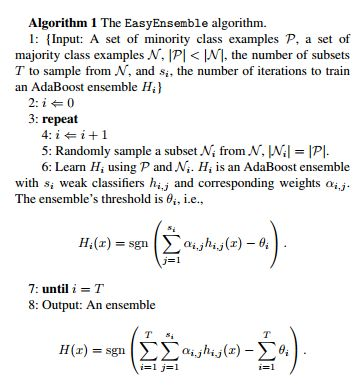 Algorithm 1 The EasyEnsemble algorithm.
1: {Input: A set of minority class examples 𝒫, a set of
majority class examples 𝒩, |𝒫| < |𝒩|, the number of subsets
T to sample from 𝒩, and sᵢ, the number of iterations to train
an AdaBoost ensemble Hᵢ}
2: i ⇐ 0
3: repeat
4: i ⇐ i + 1
5: Randomly sample a subset 𝒩ᵢ from 𝒩, |𝒩ᵢ| = |𝒫|.
6: Learn Hᵢ using 𝒫 and 𝒩ᵢ. Hᵢ is an AdaBoost ensemble
with sᵢ weak classifiers hᵢ,ⱼ and corresponding weights αᵢ,ⱼ.
The ensemble's threshold is θᵢ, i.e.,
Hᵢ(x) = sgn ( ∑_{j=1}^{sᵢ} αᵢ,ⱼhᵢ,ⱼ(x) − θᵢ ) .
7: until i = T
8: Output: An ensemble
H(x) = sgn ( ∑_{i=1}^{T} ∑_{j=1}^{sᵢ} αᵢ,ⱼhᵢ,ⱼ(x) − ∑_{i=1}^{T} θᵢ ) .